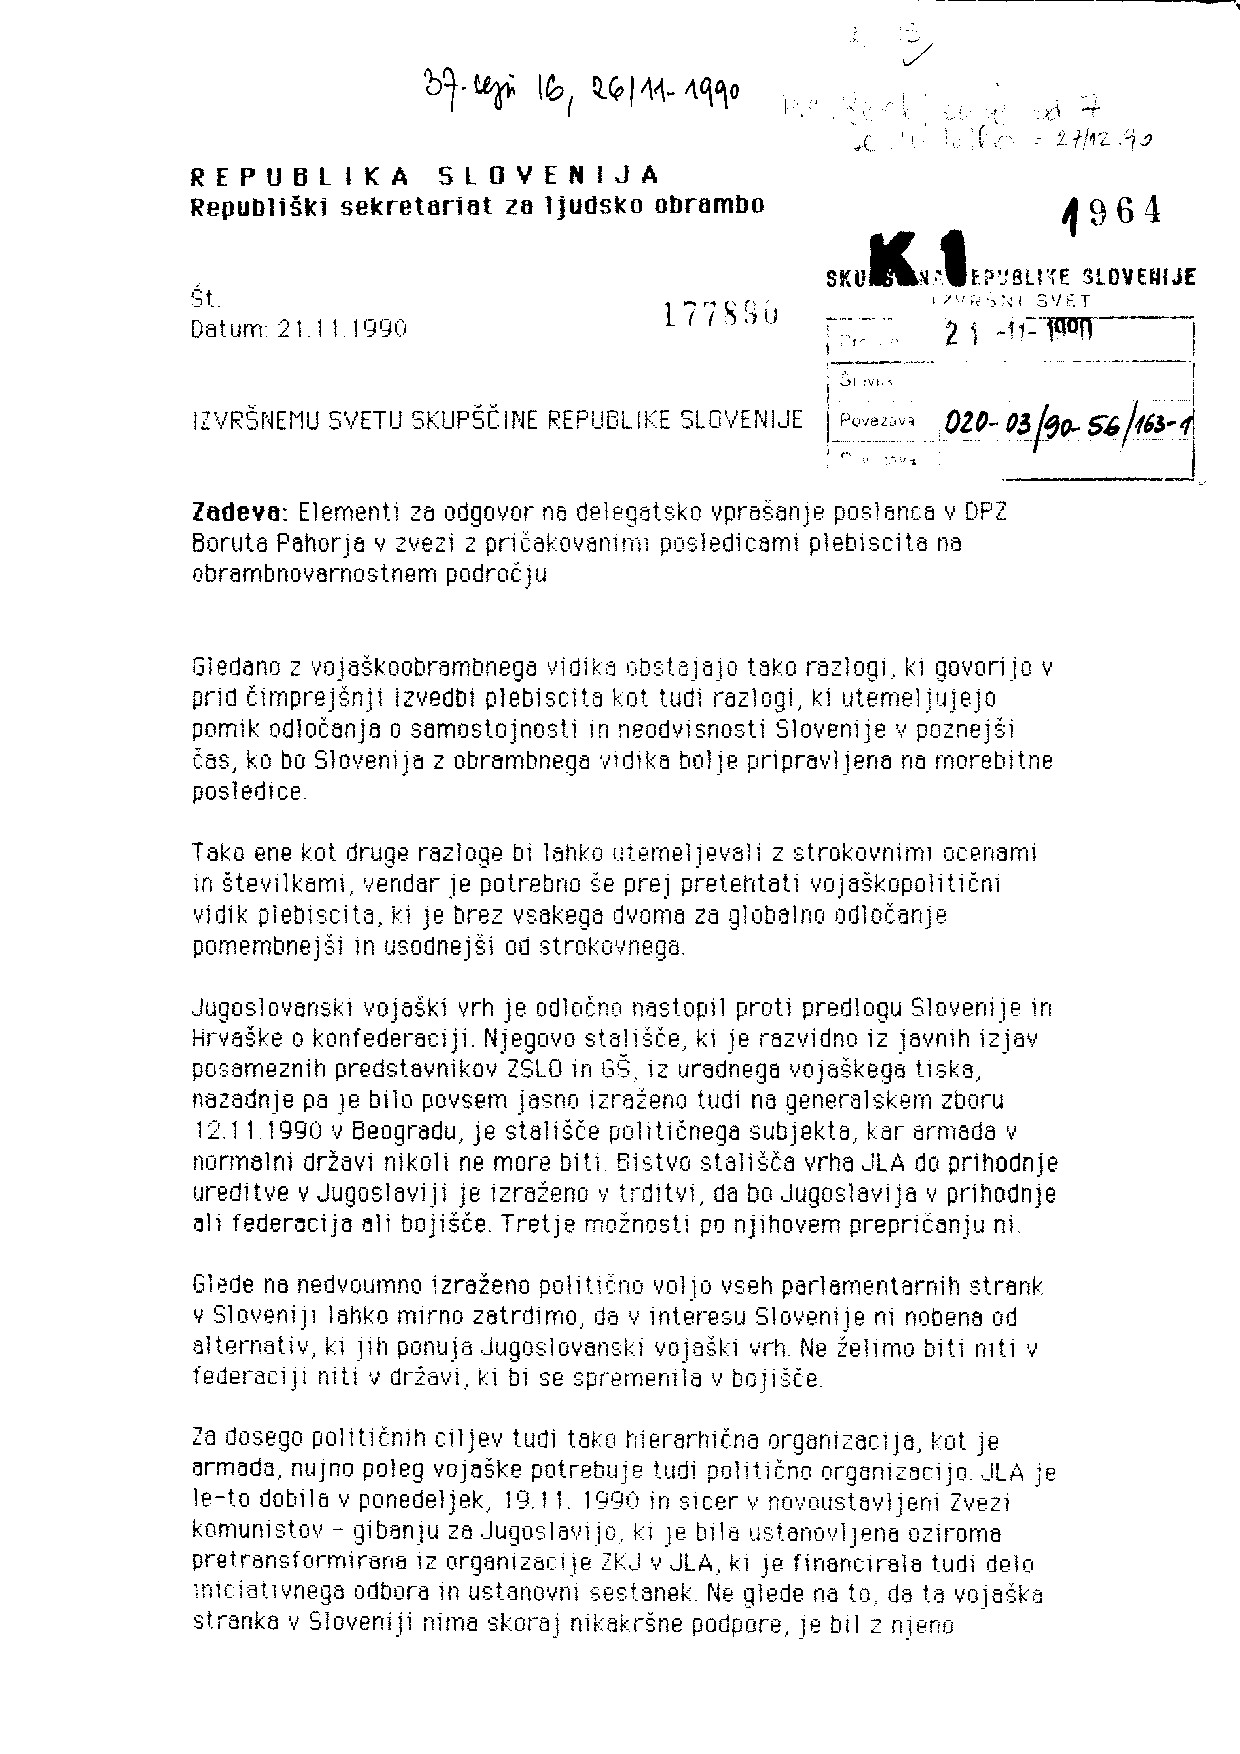 37. seja IS, 26/11-1990
27/12.90
REPUBLIKA SLOVENIJA
Republiški sekretariat za ljudsko obrambo
1964
K1
SKUPŠČINA REPUBLIKE SLOVENIJE
IZVRŠNI SVET
Št.
177890
Datum: 21.11.1990
21-11-1990
IZVRŠNEMU SVETU SKUPŠČINE REPUBLIKE SLOVENIJE
Povezava 020-03/90-56/163-1
Zadeva: Elementi za odgovor na delegatsko vprašanje poslanca v DPZ
Boruta Pahorja v zvezi z pričakovanimi posledicami plebiscita na
obrambnovarnostnem področju
Gledano z vojaškoobrambnega vidika obstajajo tako razlogi, ki govorijo v
prid čimprejšnji izvedbi plebiscita kot tudi razlogi, ki utemeljujejo
pomik odločanja o samostojnosti in neodvisnosti Slovenije v poznejši
čas, ko bo Slovenija z obrambnega vidika bolje pripravljena na morebitne
posledice.
Tako ene kot druge razloge bi lahko utemeljevali z strokovnimi ocenami
in številkami, vendar je potrebno še prej pretehtati vojaškopolitični
vidik plebiscita, ki je brez vsakega dvoma za globalno odločanje
pomembnejši in usodnejši od strokovnega.
Jugoslovanski vojaški vrh je odločno nastopil proti predlogu Slovenije in
Hrvaške o konfederaciji. Njegovo stališče, ki je razvidno iz javnih izjav
posameznih predstavnikov ZSLO in GŠ, iz uradnega vojaškega tiska,
nazadnje pa je bilo povsem jasno izraženo tudi na generalskem zboru
12.11.1990 v Beogradu, je stališče političnega subjekta, kar armada v
normalni državi nikoli ne more biti. Bistvo stališča vrha JLA do prihodnje
ureditve v Jugoslaviji je izraženo v trditvi, da bo Jugoslavija v prihodnje
ali federacija ali bojišče. Tretje možnosti po njihovem prepričanju ni.
Glede na nedvoumno izraženo politično voljo vseh parlamentarnih strank
v Sloveniji lahko mirno zatrdimo, da v interesu Slovenije ni nobena od
alternativ, ki jih ponuja Jugoslovanski vojaški vrh. Ne želimo biti niti v
federaciji niti v državi, ki bi se spremenila v bojišče.
Za dosego političnih ciljev tudi tako hierarhična organizacija, kot je
armada, nujno poleg vojaške potrebuje tudi politično organizacijo. JLA je
le-to dobila v ponedeljek, 19.11. 1990 in sicer v novoustavljeni Zvezi
komunistov - gibanju za Jugoslavijo, ki je bila ustanovljena oziroma
pretransformirana iz organizacije ZKJ v JLA, ki je financirala tudi delo
iniciativnega odbora in ustanovni sestanek. Ne glede na to, da ta vojaška
stranka v Sloveniji nima skoraj nikakršne podpore, je bil z njeno